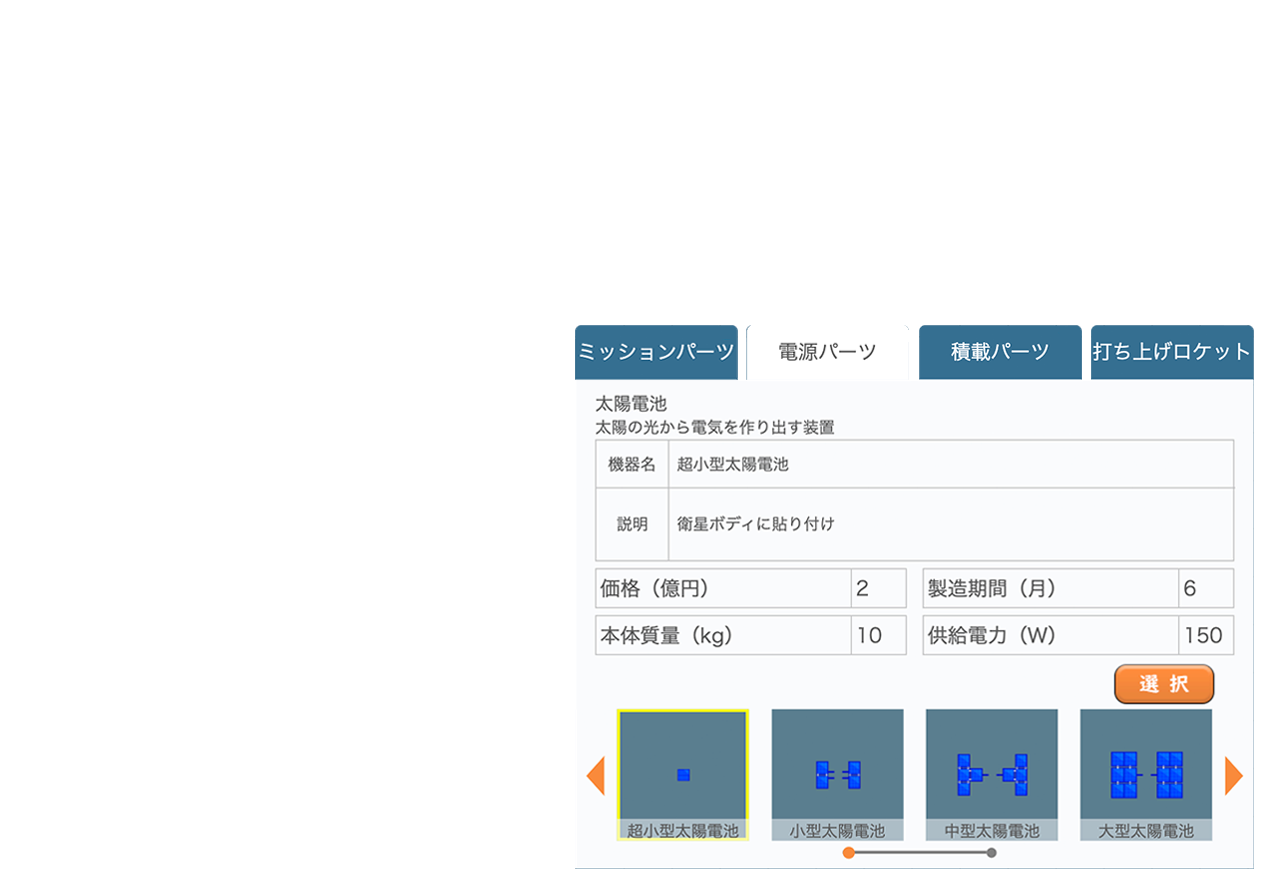 ミッションパーツ
電源パーツ
積載パーツ
打ち上げロケット
太陽電池
太陽の光から電気を作り出す装置
機器名 超小型太陽電池
説明 衛星ボディに貼り付け
価格（億円） 2 製造期間（月） 6
本体質量（kg） 10 供給電力（W） 150
選択
超小型太陽電池
小型太陽電池
中型太陽電池
大型太陽電池